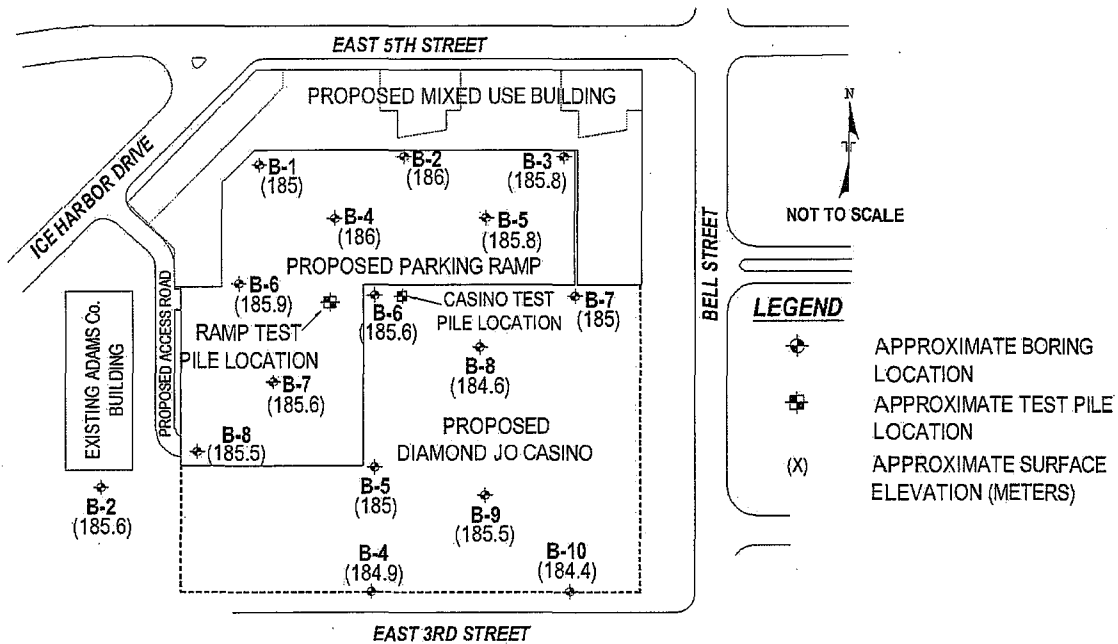 EAST 5TH STREET
PROPOSED MIXED USE BUILDING
ICE HARBOR DRIVE
B-1
(185)
B-2
(186)
B-3
(185.8)
B-4
(186)
B-5
(185.8)
PROPOSED PARKING RAMP
B-6
(185.9)
RAMP TEST
PILE LOCATION
B-6
(185.6)
CASINO TEST
PILE LOCATION
B-7
(185)
B-8
(184.6)
B-7
(185.6)
B-8
(185.5)
PROPOSED
DIAMOND JO CASINO
B-5
(185)
B-9
(185.5)
B-4
(184.9)
B-10
(184.4)
EXISTING ADAMS Co.
BUILDING
PROPOSED ACCESS ROAD
B-2
(185.6)
EAST 3RD STREET
BELL STREET
N
NOT TO SCALE
LEGEND
APPROXIMATE BORING
LOCATION
APPROXIMATE TEST PILE
LOCATION
(X) APPROXIMATE SURFACE
ELEVATION (METERS)